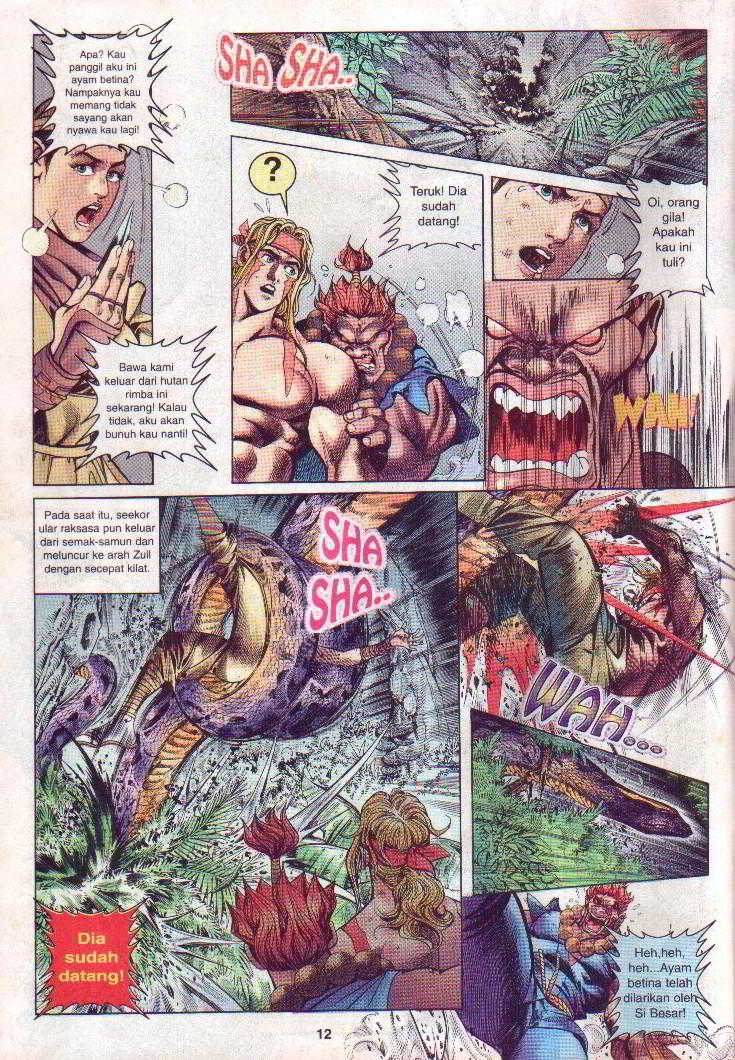 Apa? Kau
panggil aku ini
ayam betina?
Nampaknya kau
memang tidak
sayang akan
nyawa kau lagi!
Bawa kami
keluar dari hutan
rimba ini
sekarang! Kalau
tidak, aku akan
bunuh kau nanti!
SHA SHA..
?
Teruk! Dia
sudah
datang!
Oi, orang
gila!
Apakah
kau ini
tuli?
WAH!
Pada saat itu, seekor
ular raksasa pun keluar
dari semak-samun dan
meluncur ke arah Zull
dengan secepat kilat.
SHA
SHA..
Dia
sudah
datang!
WAH...
Heh,heh,
heh...Ayam
betina telah
dilarikan oleh
Si Besar!
12